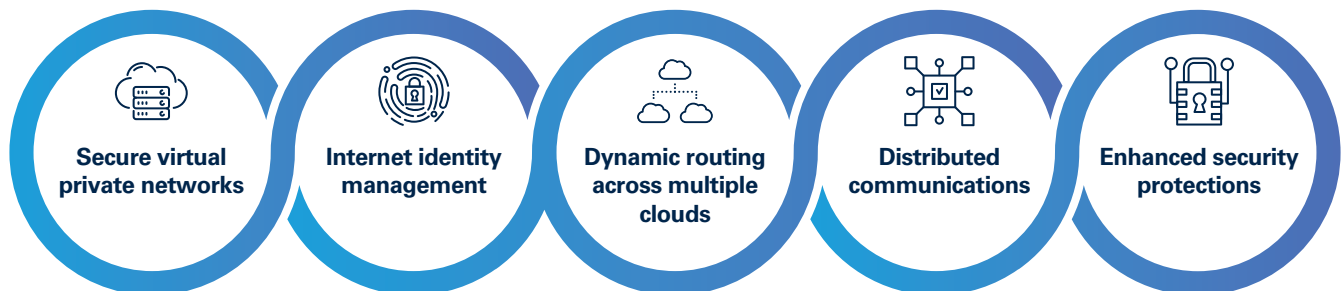 Secure virtual
private networks
Internet identity
management
Dynamic routing
across multiple
clouds
Distributed
communications
Enhanced security
protections